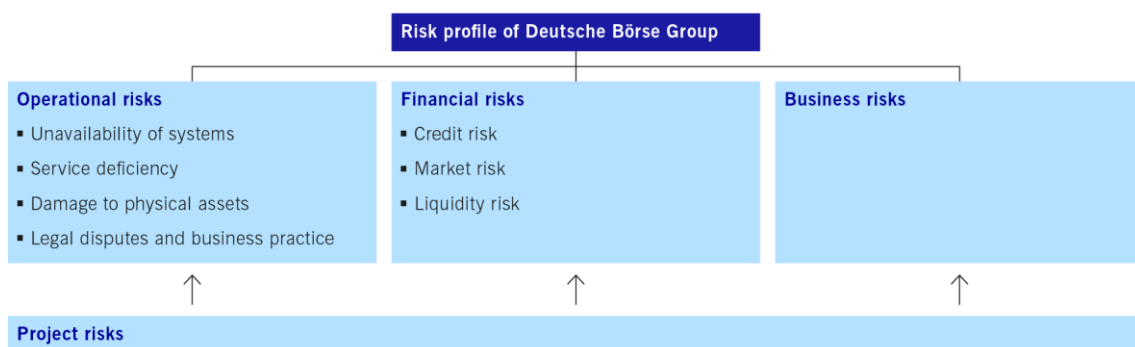 Risk profile of Deutsche Börse Group
Operational risks
▪ Unavailability of systems
▪ Service deficiency
▪ Damage to physical assets
▪ Legal disputes and business practice
Financial risks
▪ Credit risk
▪ Market risk
▪ Liquidity risk
Business risks
Project risks